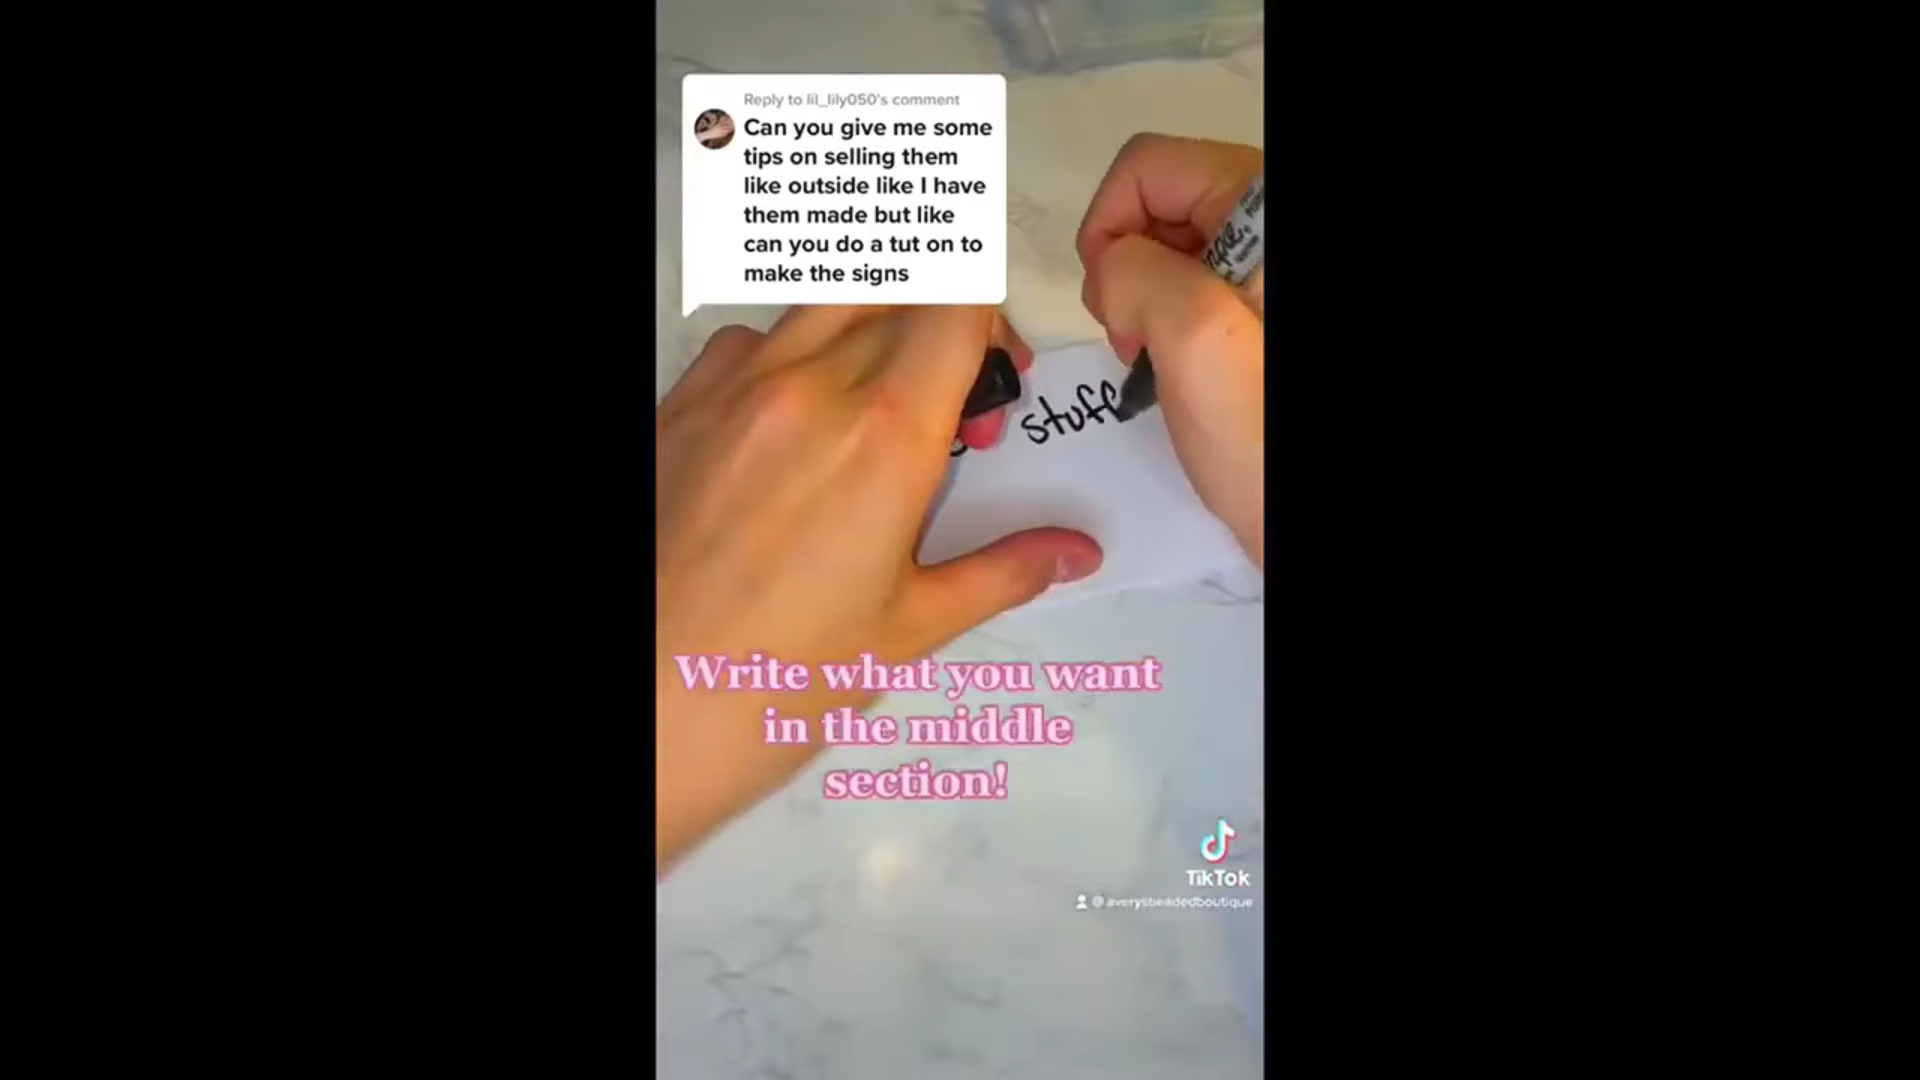 Reply to lil_lily050's comment
Can you give me some
tips on selling them
like outside like I have
them made but like
can you do a tut on to
make the signs
stuff
Write what you want
in the middle
section!
TikTok
@averysbeadedboutique